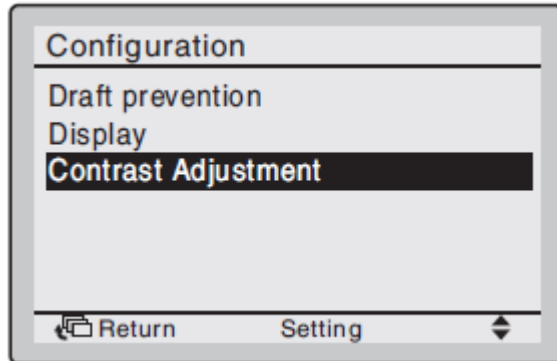 Configuration
Draft prevention
Display
Contrast Adjustment
Return Setting